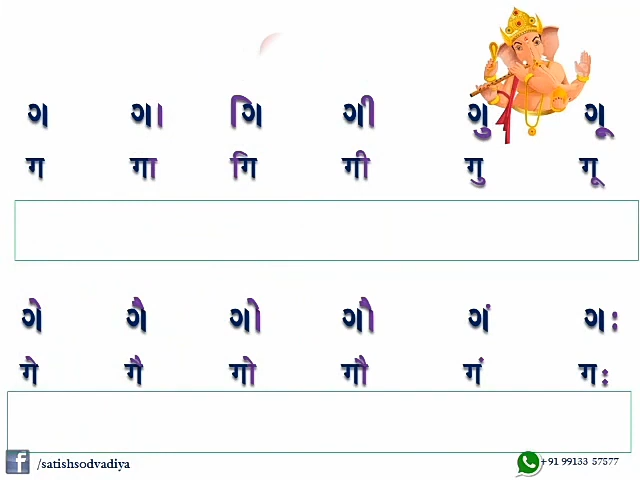 ગ ગા ગિ ગી ગુ ગૂ
ग गा गि गी गु गू
ગે ગૈ ગો ગૌ ગં ગઃ
गे गै गो गौ गं गः
/satishsodvadiya +91 99133 57577